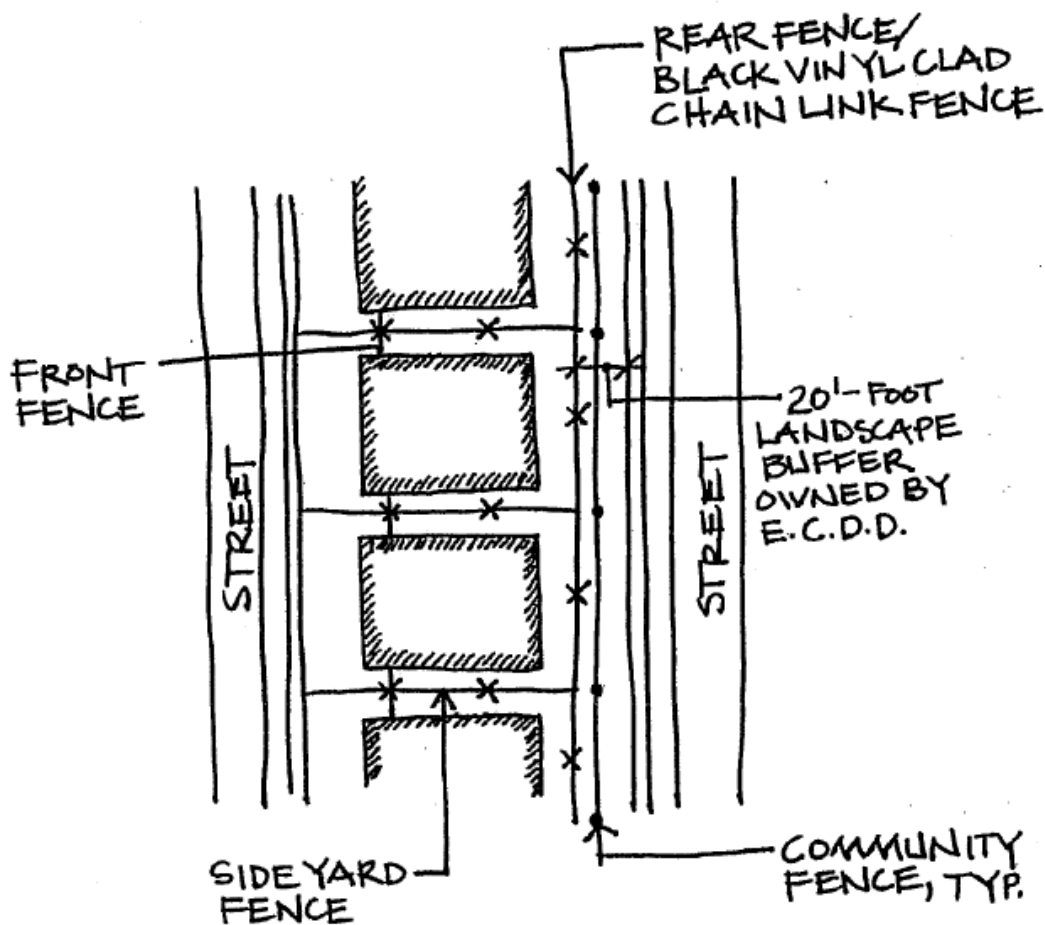 REAR FENCE/
BLACK VINYL CLAD
CHAIN LINK FENCE
FRONT
FENCE
STREET
20'-FOOT
LANDSCAPE
BUFFER
OWNED BY
E.C.D.D.
STREET
SIDE YARD
FENCE
COMMUNITY
FENCE, TYP.